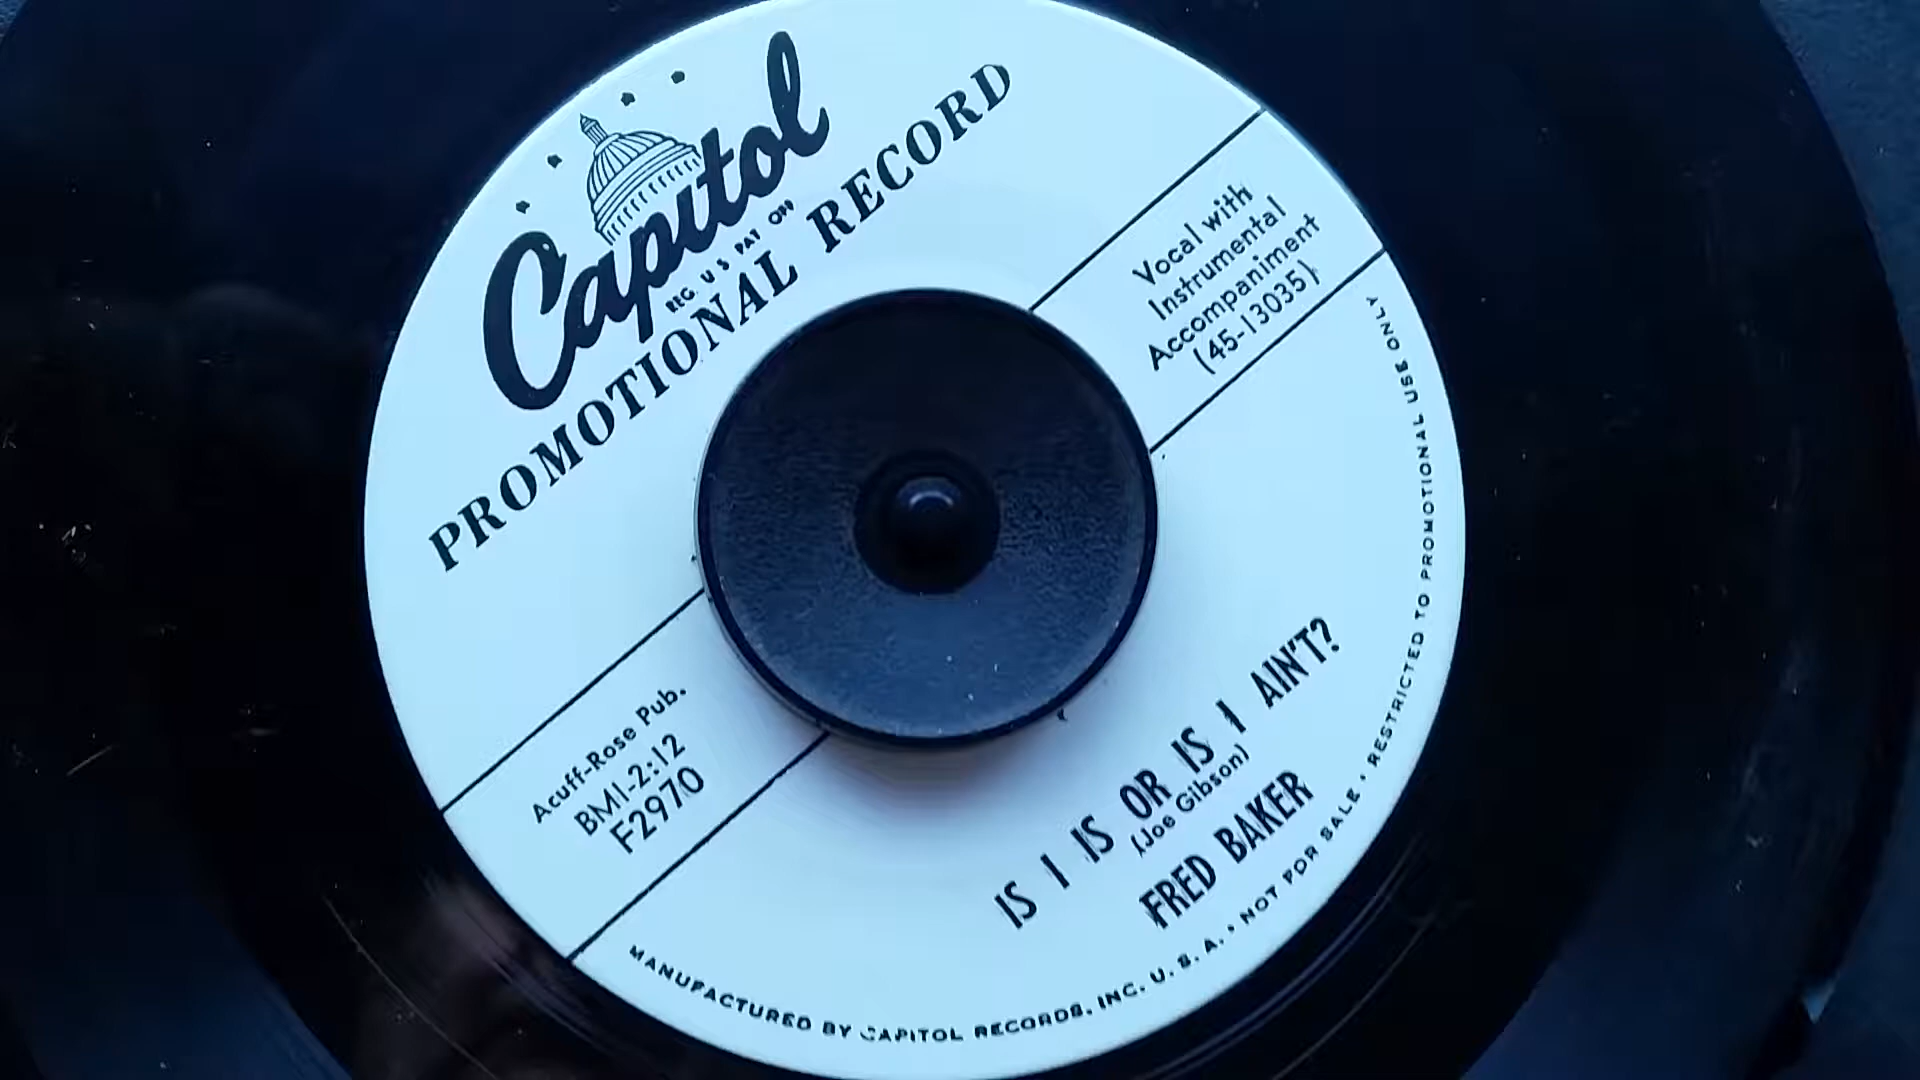 Capitol
REG. U S PAT OFF
PROMOTIONAL RECORD
Vocal with
Instrumental
Accompaniment
(45-13035)
Acuff-Rose Pub.
BMI-2:12
F2970
IS I IS OR IS I AIN'T?
(Joe Gibson)
FRED BAKER
MANUFACTURED BY CAPITOL RECORDS, INC. U. S. A. • NOT FOR SALE • RESTRICTED TO PROMOTIONAL USE ONLY